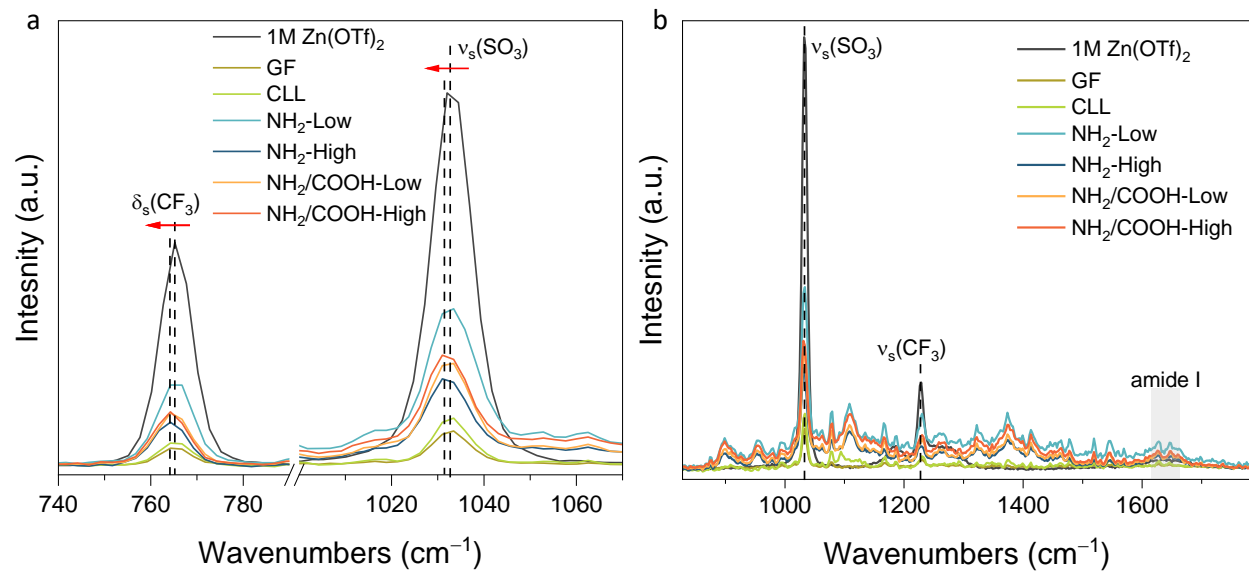 a
1M Zn(OTf)₂
GF
CLL
NH₂-Low
NH₂-High
NH₂/COOH-Low
NH₂/COOH-High
νₛ(SO₃)
δₛ(CF₃)
Intesnity (a.u.)
740 760 780 1020 1040 1060
Wavenumbers (cm⁻¹)
b
νₛ(SO₃)
1M Zn(OTf)₂
GF
CLL
NH₂-Low
NH₂-High
NH₂/COOH-Low
NH₂/COOH-High
νₛ(CF₃)
amide I
Intesnity (a.u.)
1000 1200 1400 1600
Wavenumbers (cm⁻¹)